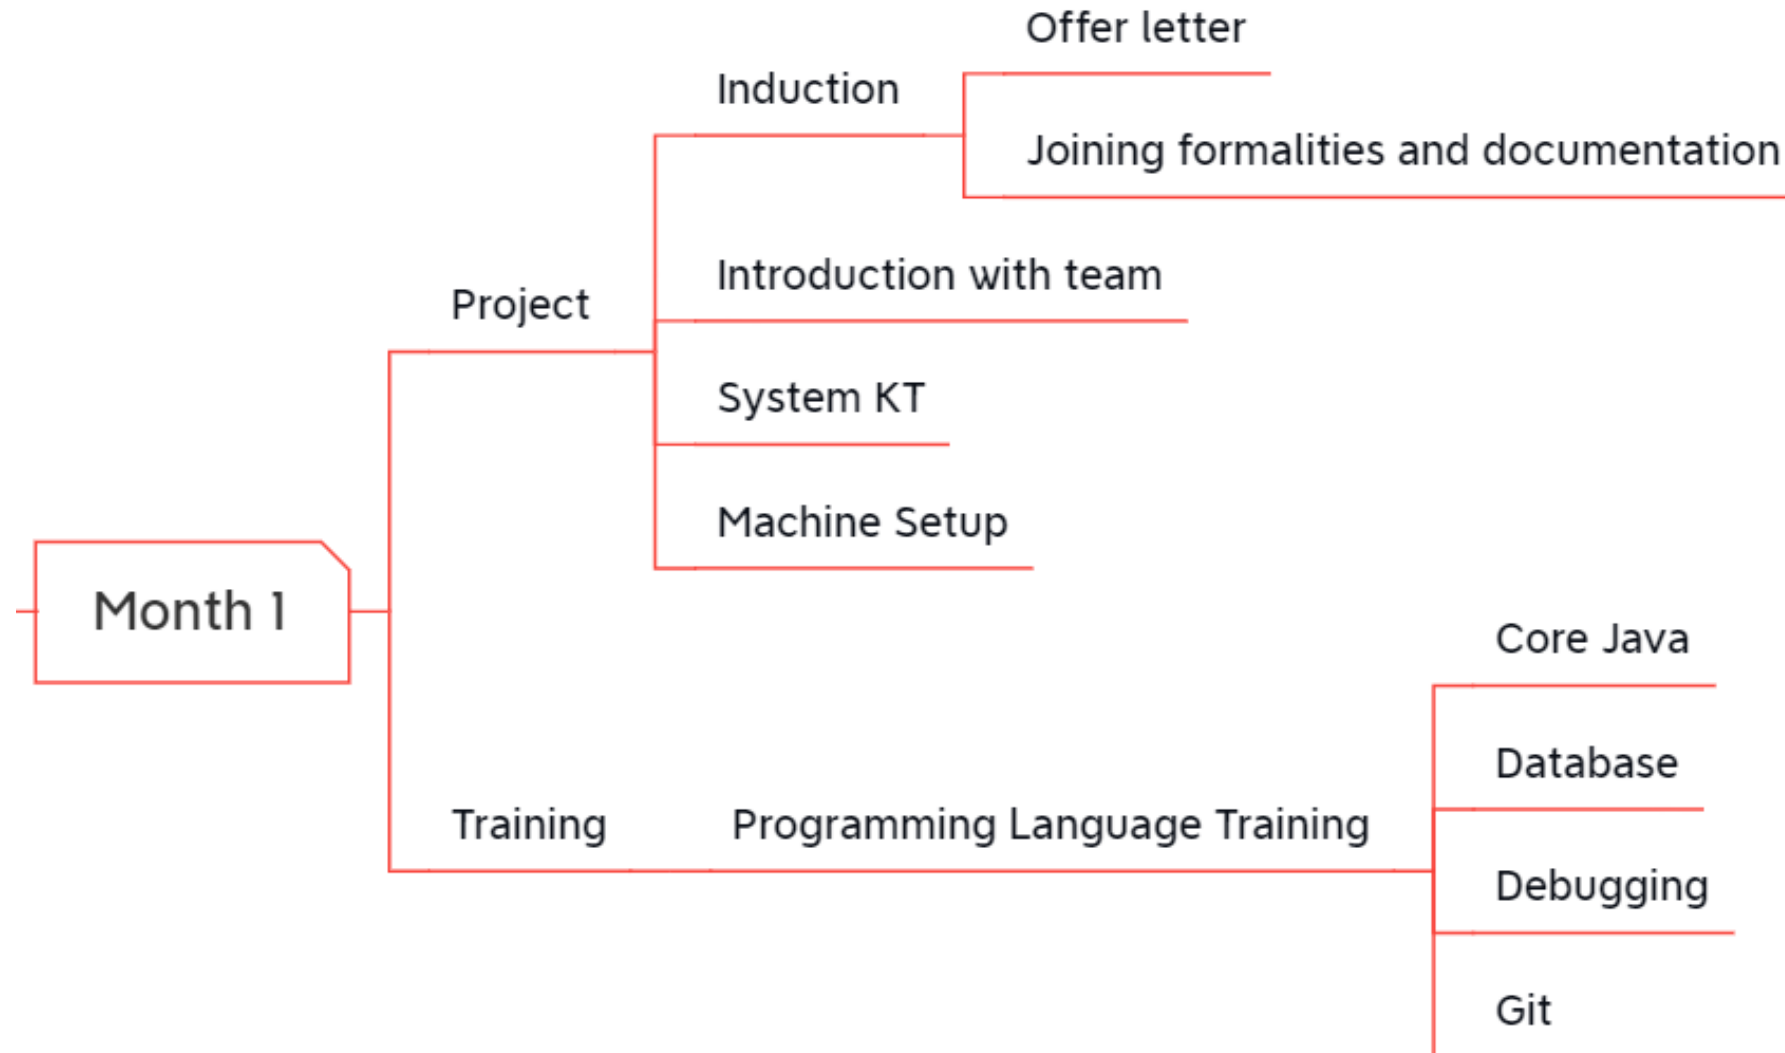 Offer letter
Induction
Joining formalities and documentation
Introduction with team
Project
System KT
Machine Setup
Month 1
Core Java
Database
Training
Programming Language Training
Debugging
Git